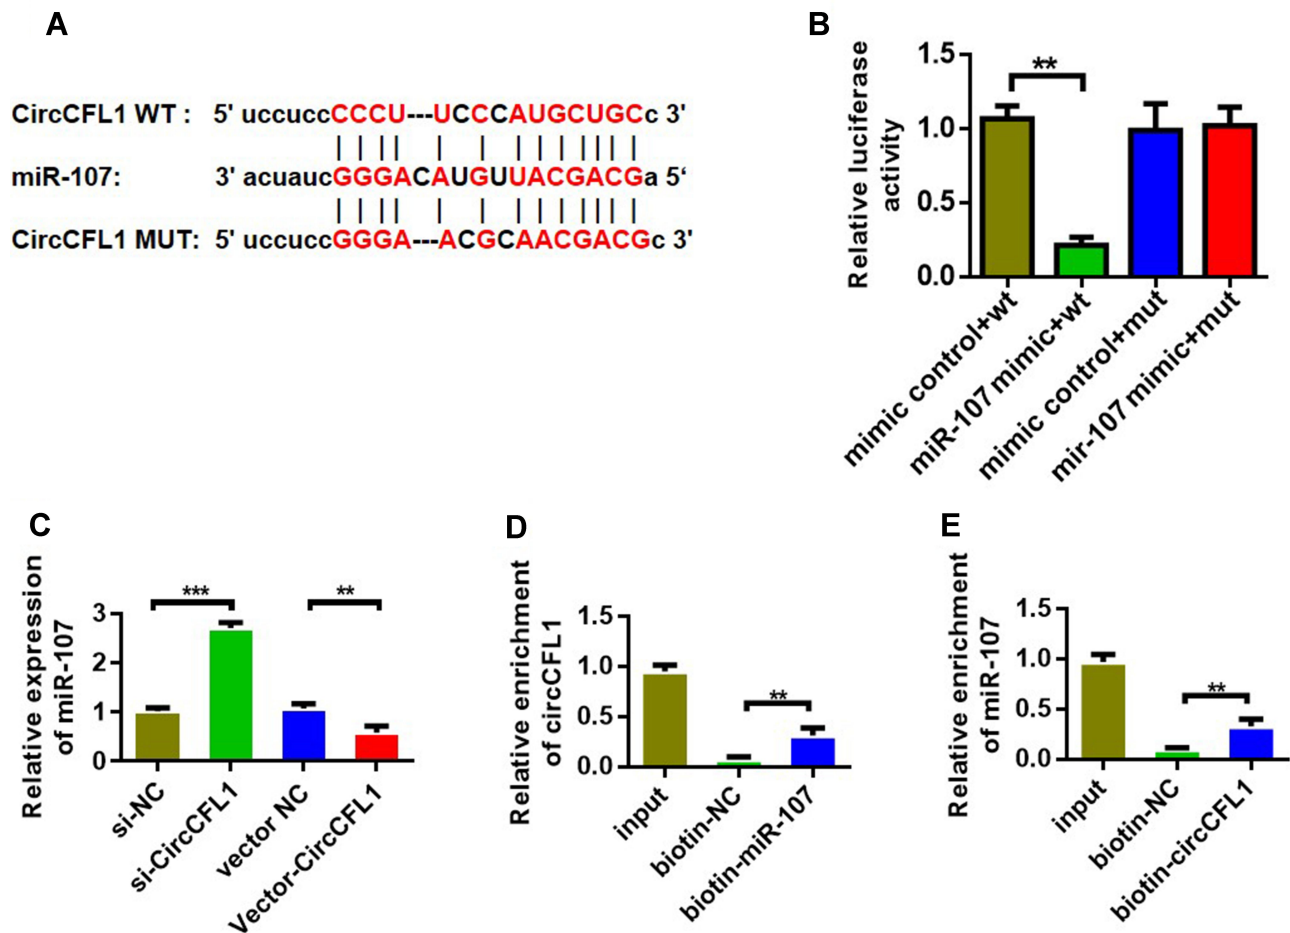 A
CircCFL1 WT : 5' uccuccCCCU---UCCCAUGCUGCc 3'
miR-107: 3' acuaucGGGACAUGUUACGACGa 5‘
CircCFL1 MUT: 5' uccuccGGGA---ACGCAACGACGc 3'
B
Relative luciferase
activity
1.5
1.0
0.5
0.0
**
mimic control+wt
miR-107 mimic+wt
mimic control+mut
mir-107 mimic+mut
C
Relative expression
of miR-107
3
2
1
0
***
**
si-NC
si-CircCFL1
vector NC
Vector-CircCFL1
D
Relative enrichment
of circCFL1
1.5
1.0
0.5
0.0
**
input
biotin-NC
biotin-miR-107
E
Relative enrichment
of miR-107
1.5
1.0
0.5
0.0
**
input
biotin-NC
biotin-circCFL1